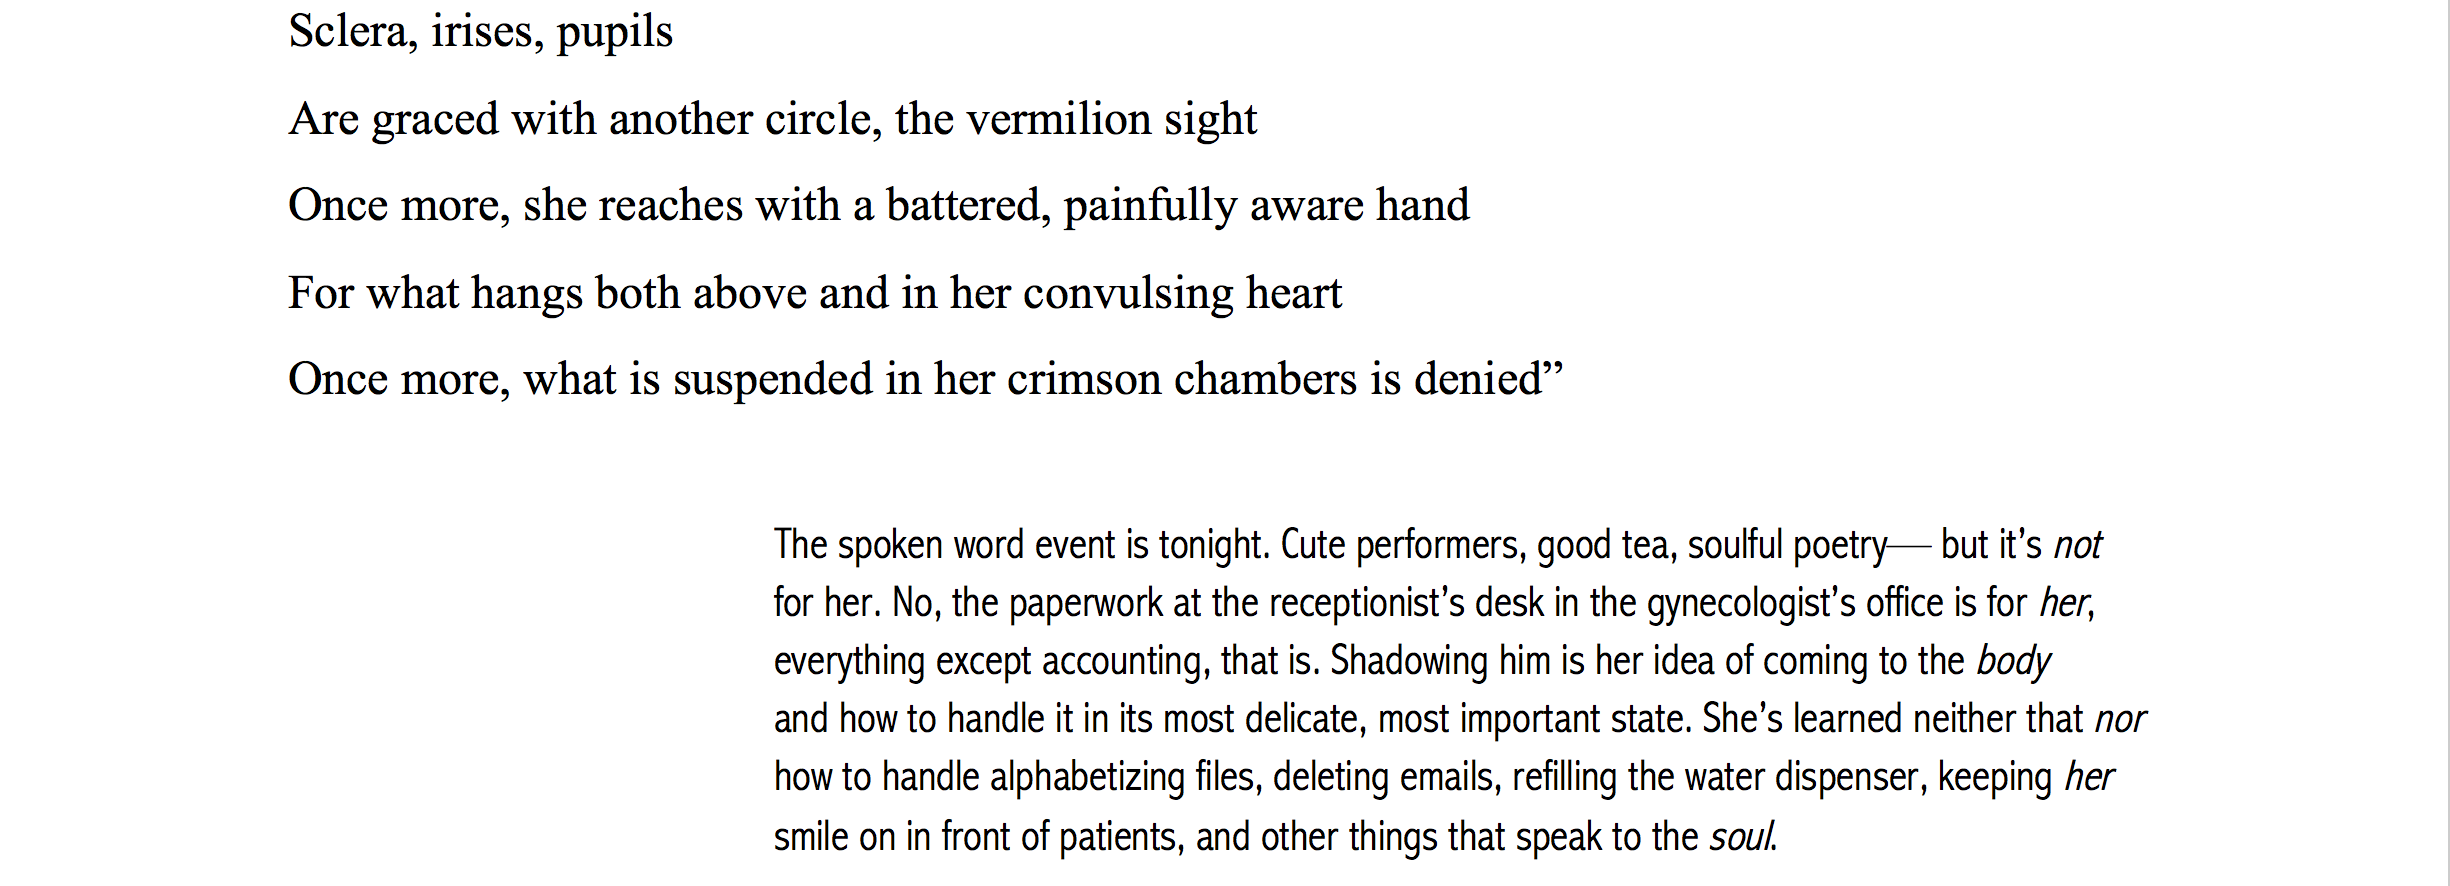 Sclera, irises, pupils
Are graced with another circle, the vermilion sight
Once more, she reaches with a battered, painfully aware hand
For what hangs both above and in her convulsing heart
Once more, what is suspended in her crimson chambers is denied”
The spoken word event is tonight. Cute performers, good tea, soulful poetry— but it’s not
for her. No, the paperwork at the receptionist’s desk in the gynecologist’s office is for her,
everything except accounting, that is. Shadowing him is her idea of coming to the body
and how to handle it in its most delicate, most important state. She’s learned neither that nor
how to handle alphabetizing files, deleting emails, refilling the water dispenser, keeping her
smile on in front of patients, and other things that speak to the soul.